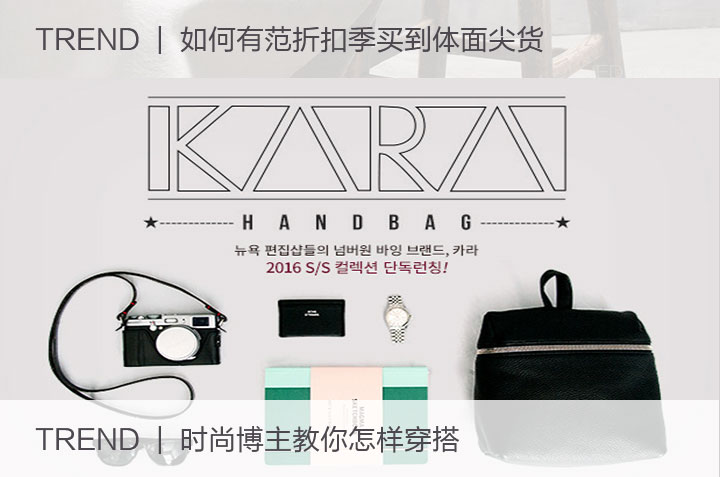 TREND | 如何有范折扣季买到体面尖货
KARA
HANDBAG
뉴욕 편집샵들의 넘버원 바잉 브랜드, 카라
2016 S/S 컬렉션 단독런칭!
TREND | 时尚博主教你怎样穿搭